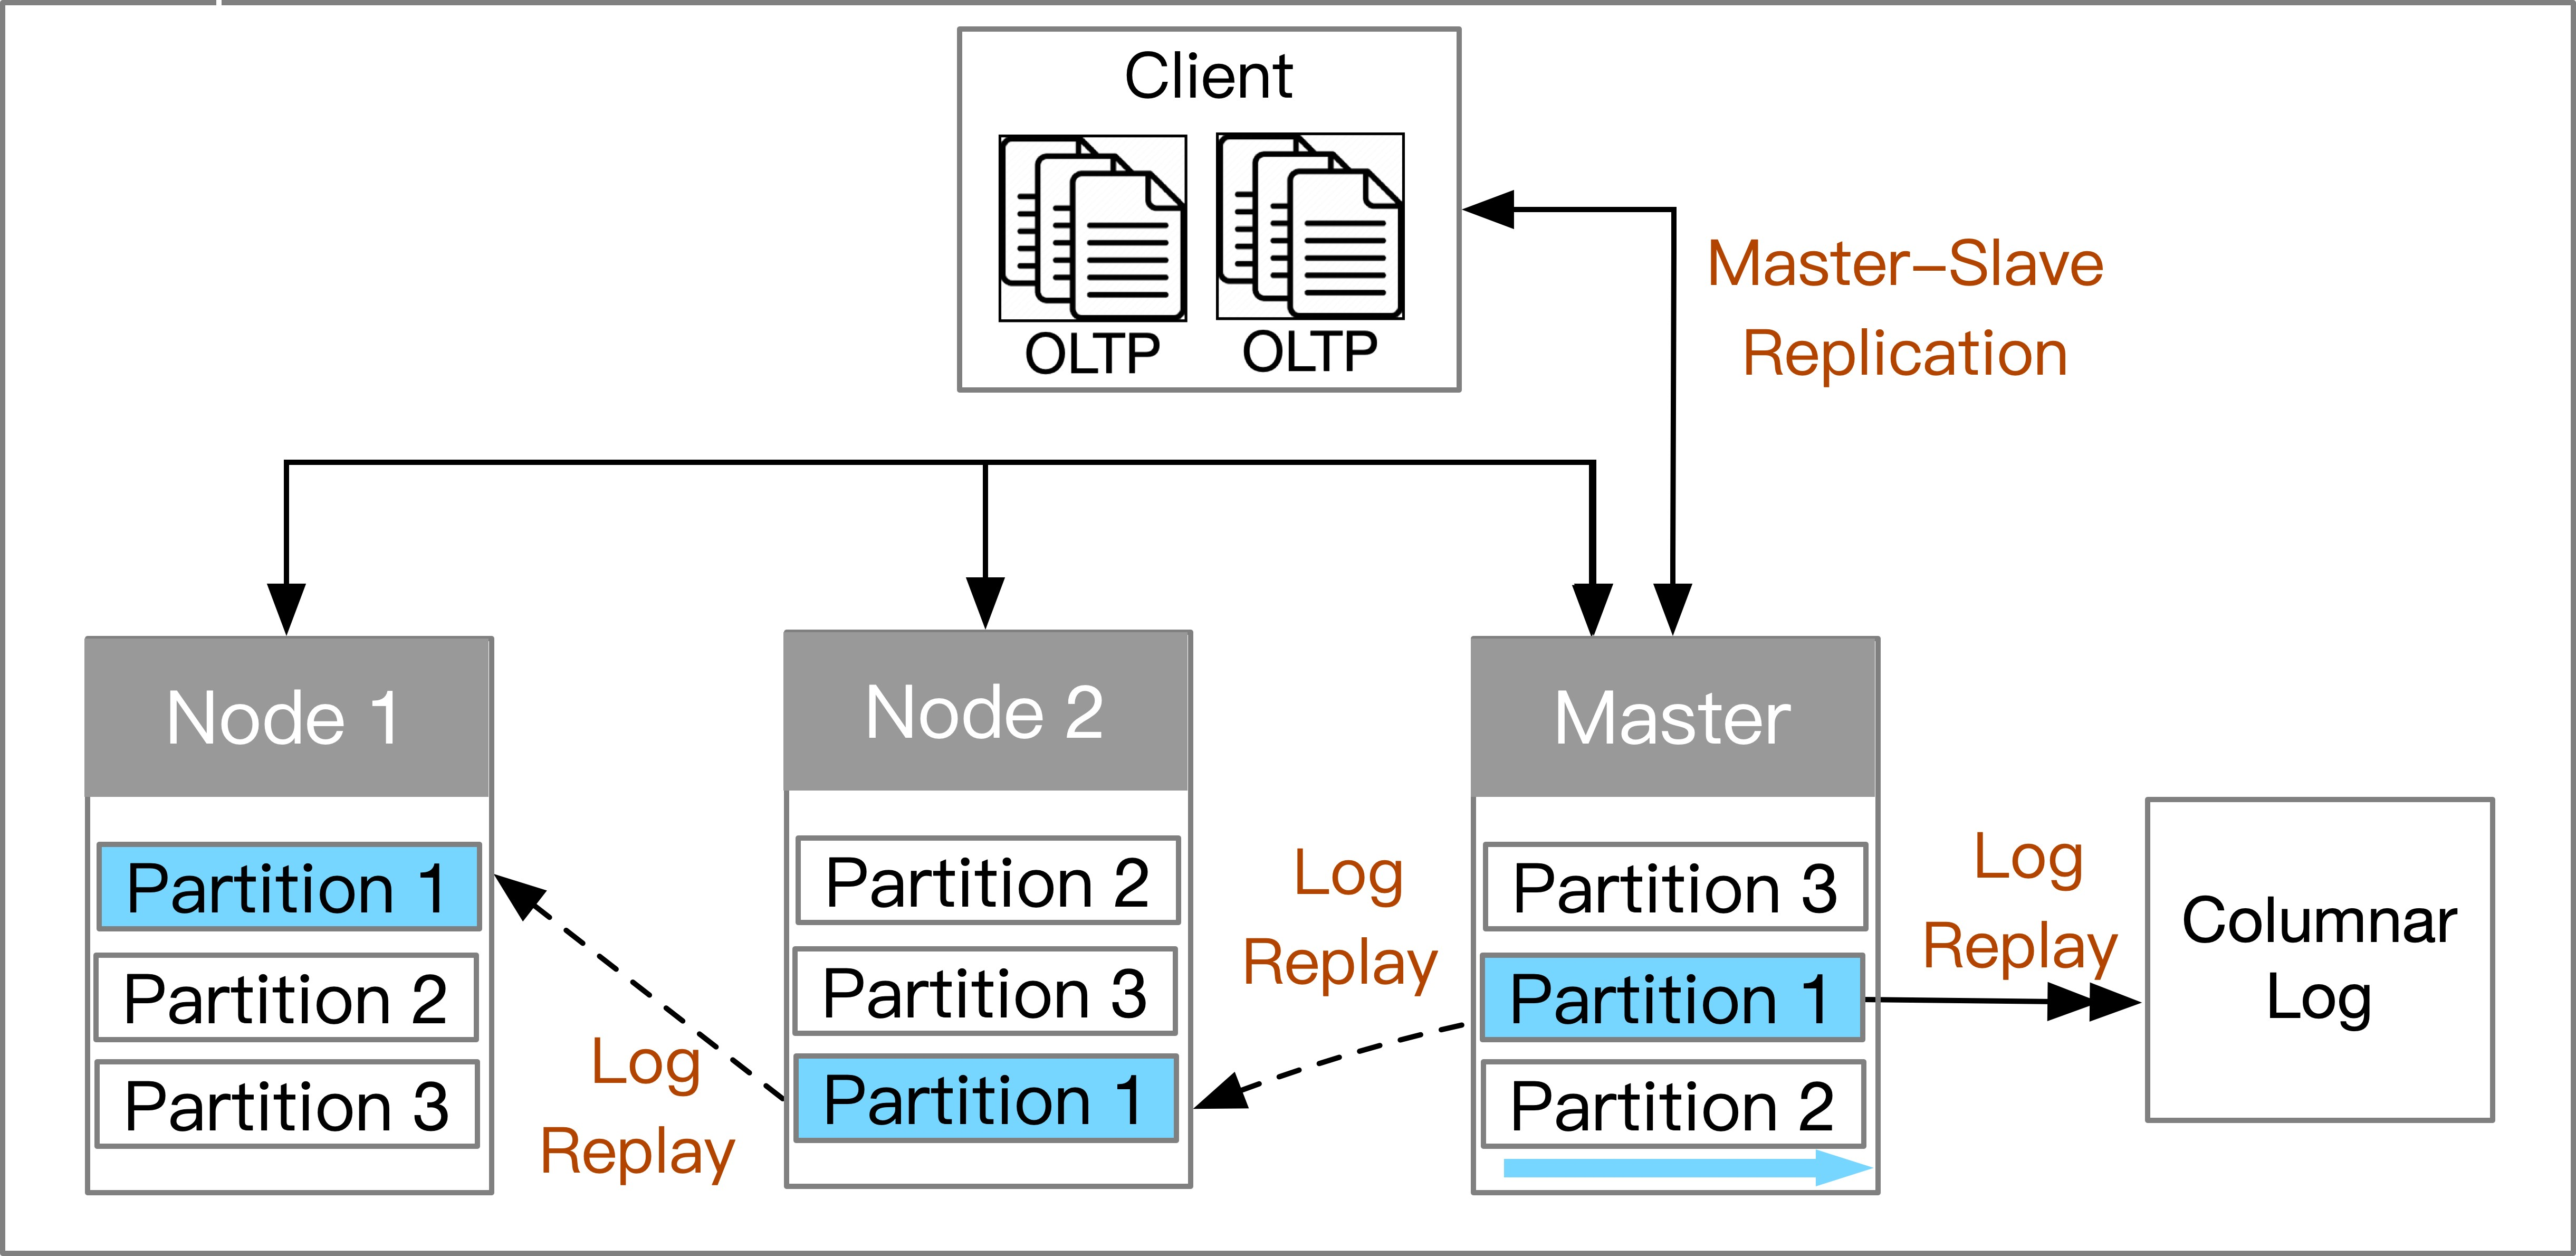 Client
OLTP
OLTP
Master–Slave
Replication
Node 1
Partition 1
Partition 2
Partition 3
Log
Replay
Node 2
Partition 2
Partition 3
Partition 1
Log
Replay
Master
Partition 3
Partition 1
Partition 2
Log
Replay
Columnar
Log